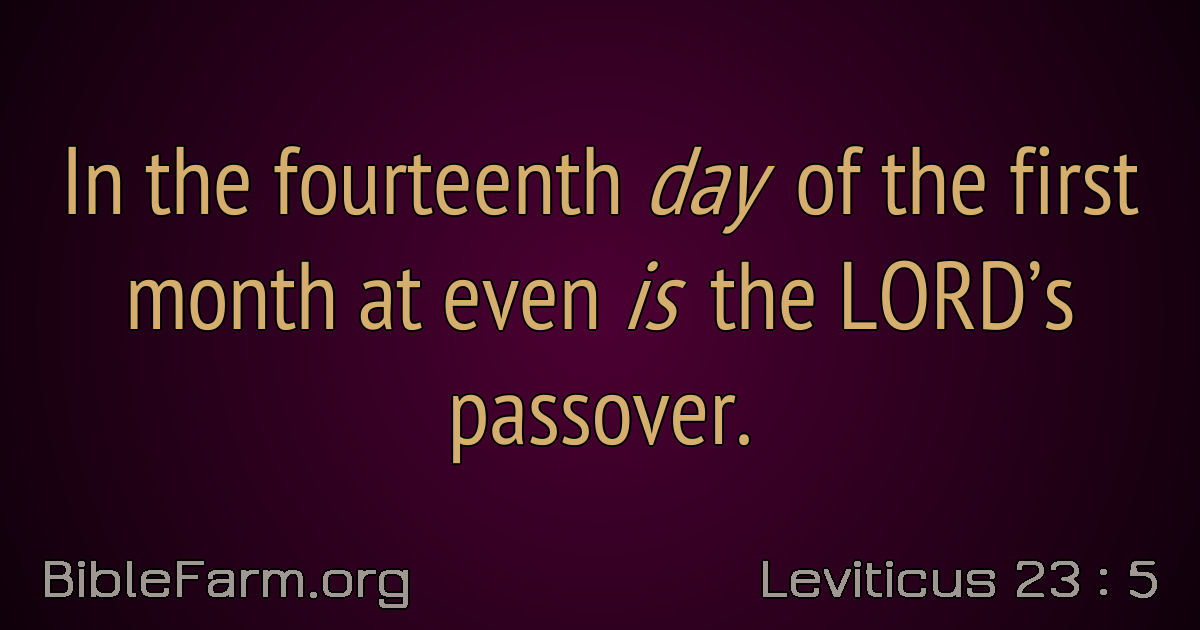 In the fourteenth day of the first
month at even is the LORD’s
passover.
BibleFarm.org
Leviticus 23 : 5